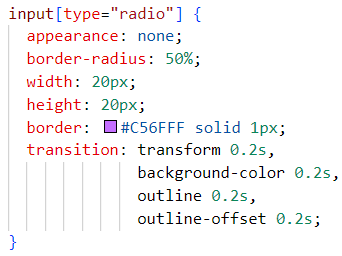 input[type="radio"] {
  appearance: none;
  border-radius: 50%;
  width: 20px;
  height: 20px;
  border: #C56FFF solid 1px;
  transition: transform 0.2s,
              background-color 0.2s,
              outline 0.2s,
              outline-offset 0.2s;
}